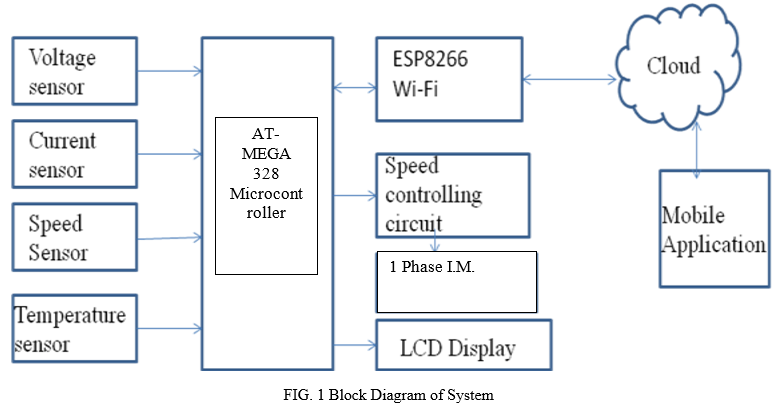 Voltage
sensor
Current
sensor
Speed
Sensor
Temperature
sensor
AT-
MEGA
328
Microcont
roller
ESP8266
Wi-Fi
Speed
controlling
circuit
1 Phase I.M.
LCD Display
Cloud
Mobile
Application
FIG. 1 Block Diagram of System